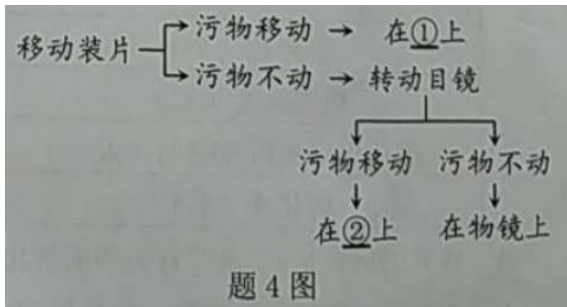 移动装片 污物移动 → 在①上
污物不动 → 转动目镜
污物移动 污物不动
在②上 在物镜上
题4图